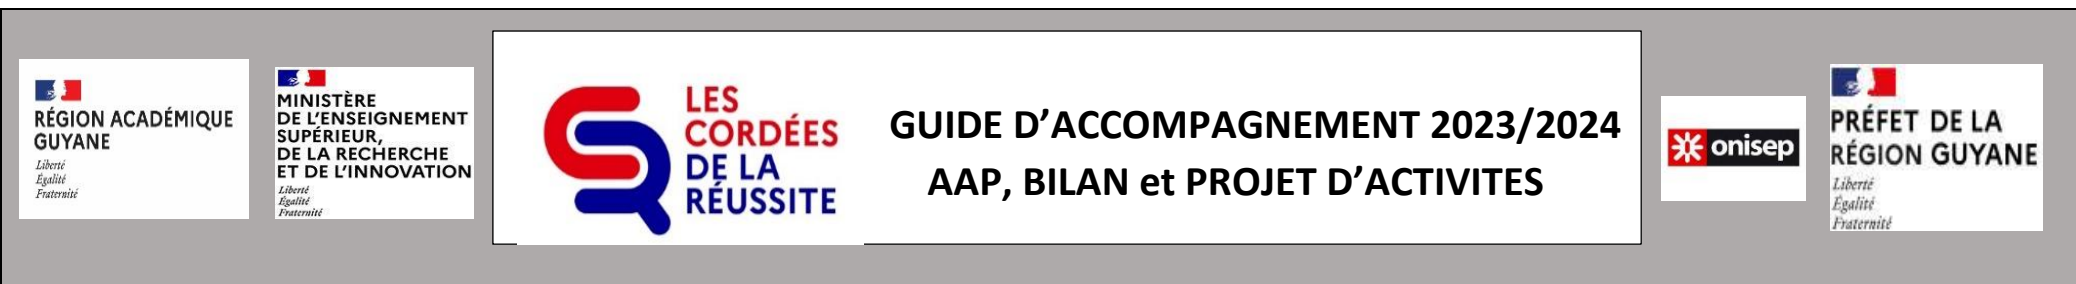 RÉGION ACADÉMIQUE
GUYANE
Liberté
Égalité
Fraternité
MINISTÈRE
DE L'ENSEIGNEMENT
SUPÉRIEUR,
DE LA RECHERCHE
ET DE L'INNOVATION
Liberté
Égalité
Fraternité
LES
CORDÉES
DE LA
RÉUSSITE
GUIDE D’ACCOMPAGNEMENT 2023/2024
AAP, BILAN et PROJET D’ACTIVITES
onisep
PRÉFET DE LA
RÉGION GUYANE
Liberté
Égalité
Fraternité